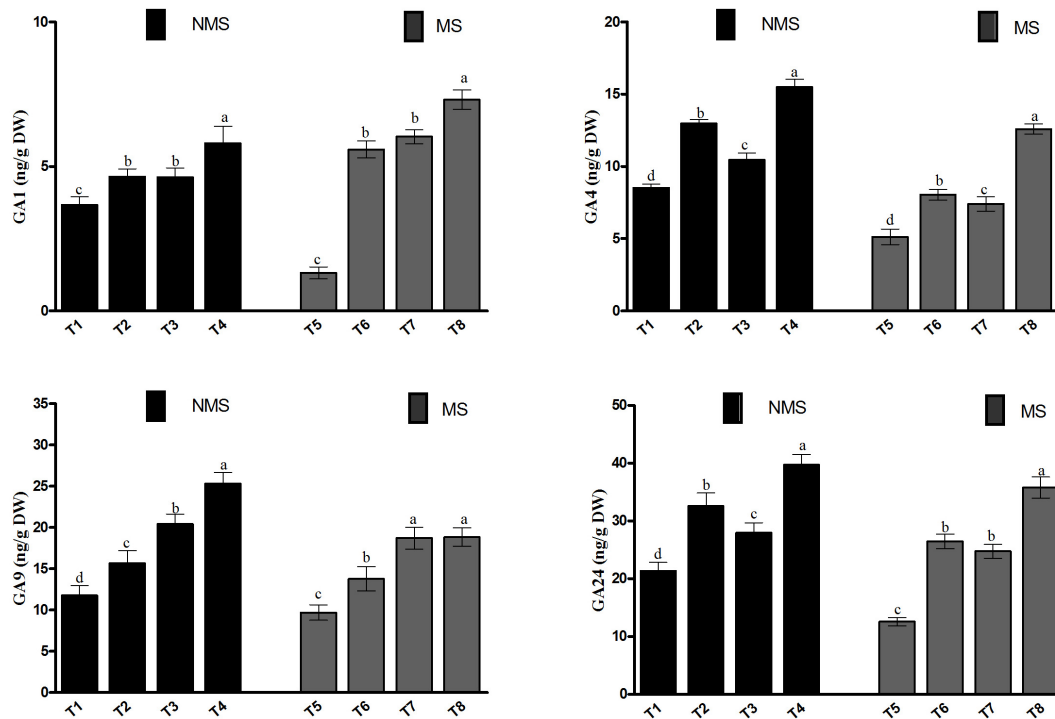 NMS
MS
GA1 (ng/g DW)
10
5
0
c
b
b
a
c
b
b
a
T1
T2
T3
T4
T5
T6
T7
T8
NMS
MS
GA4 (ng/g DW)
20
15
10
5
0
d
b
c
a
d
b
c
a
T1
T2
T3
T4
T5
T6
T7
T8
NMS
MS
GA9 (ng/g DW)
35
30
25
20
15
10
5
0
d
c
b
a
c
b
a
a
T1
T2
T3
T4
T5
T6
T7
T8
NMS
MS
GA24 (ng/g DW)
50
40
30
20
10
0
d
b
c
a
c
b
b
a
T1
T2
T3
T4
T5
T6
T7
T8